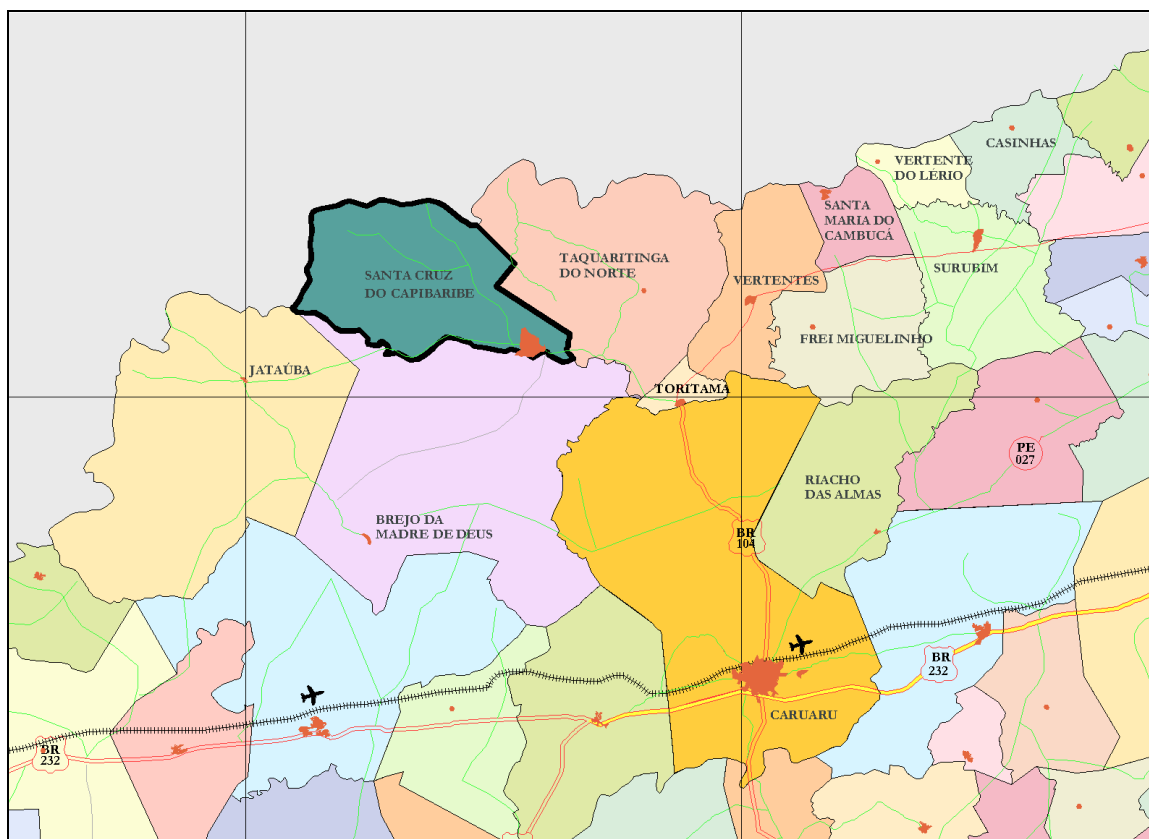 CASINHAS
VERTENTE
DO LÉRIO
SANTA
MARIA DO
CAMBUCÁ
TAQUARITINGA
DO NORTE
SURUBIM
SANTA CRUZ
DO CAPIBARIBE
VERTENTES
FREI MIGUELINHO
JATAÚBA
TORITAMA
PE
027
RIACHO
DAS ALMAS
BREJO DA
MADRE DE DEUS
BR
104
BR
232
CARUARU
BR
232